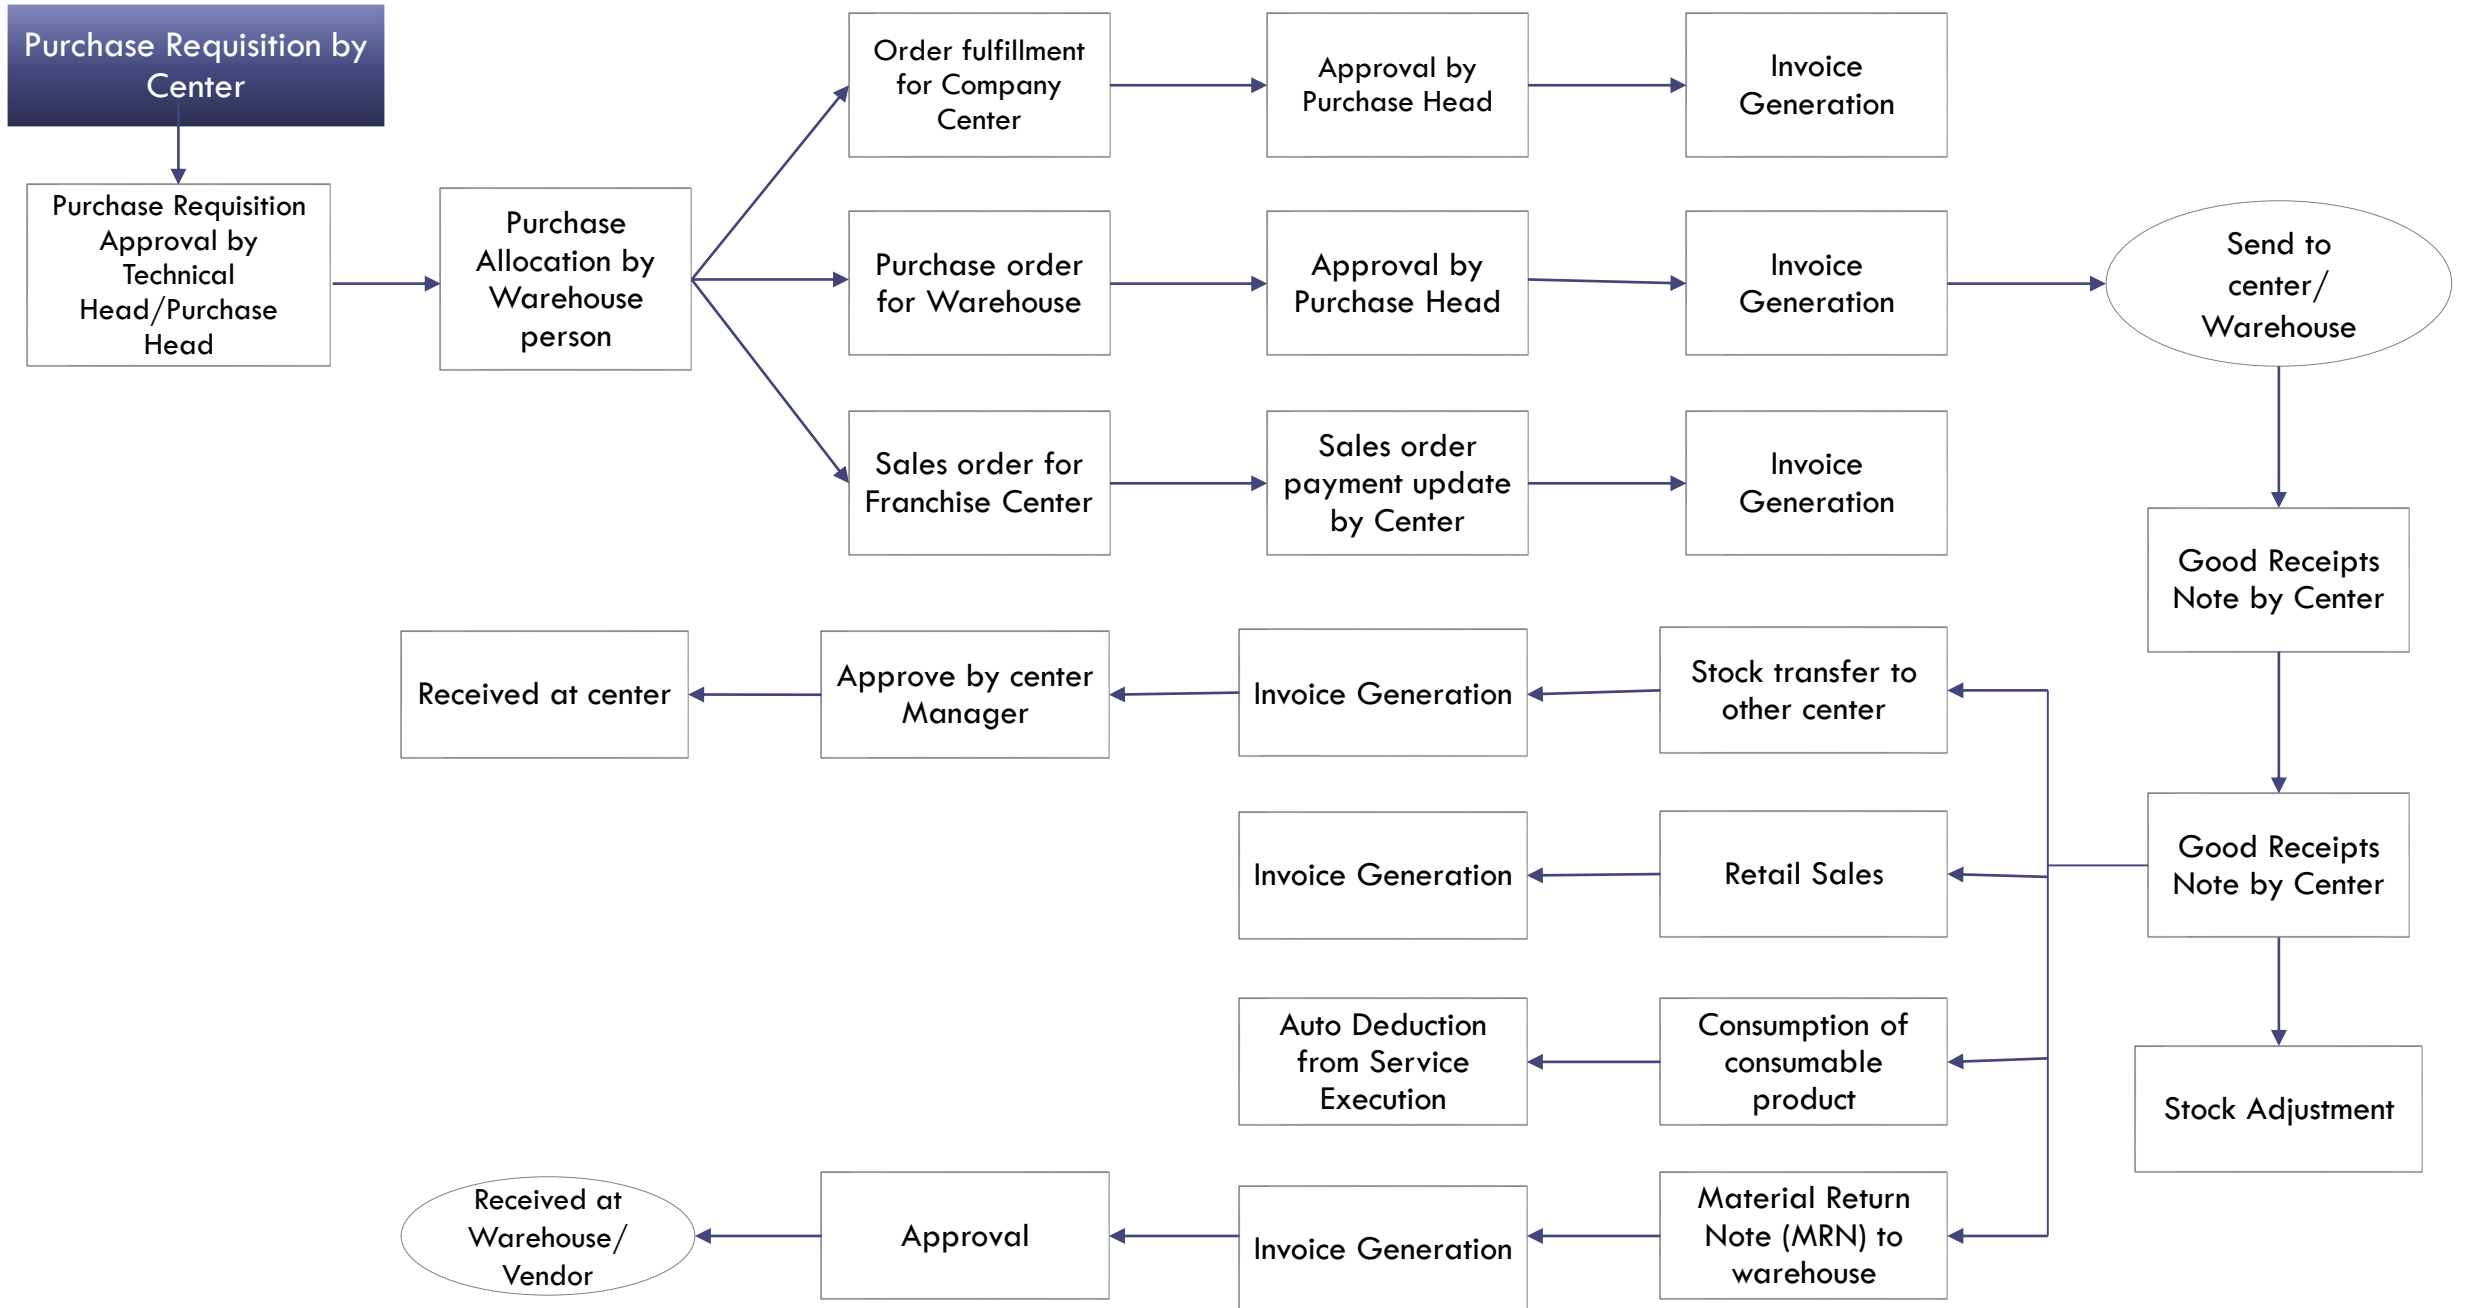 Purchase Requisition by
Center
Purchase Requisition
Approval by
Technical
Head/Purchase
Head
Purchase
Allocation by
Warehouse
person
Order fulfillment
for Company
Center
Approval by
Purchase Head
Invoice
Generation
Purchase order
for Warehouse
Approval by
Purchase Head
Invoice
Generation
Send to
center/
Warehouse
Sales order for
Franchise Center
Sales order
payment update
by Center
Invoice
Generation
Good Receipts
Note by Center
Stock transfer to
other center
Invoice Generation
Approve by center
Manager
Received at center
Good Receipts
Note by Center
Retail Sales
Invoice Generation
Consumption of
consumable
product
Auto Deduction
from Service
Execution
Stock Adjustment
Material Return
Note (MRN) to
warehouse
Invoice Generation
Approval
Received at
Warehouse/
Vendor